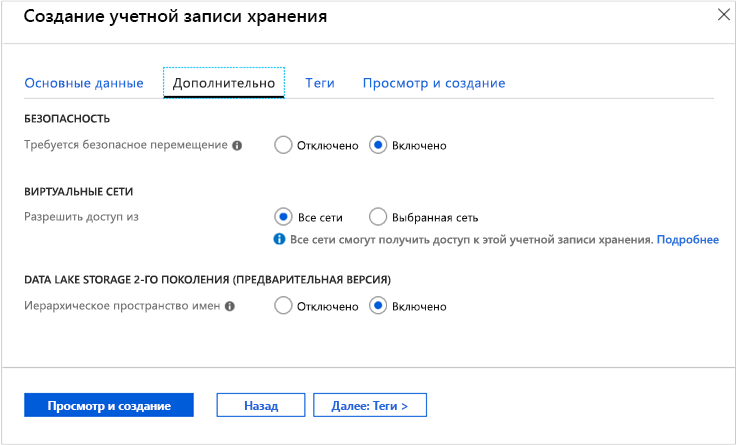 Создание учетной записи хранения
Основные данные Дополнительно Теги Просмотр и создание
БЕЗОПАСНОСТЬ
Требуется безопасное перемещение Отключено Включено
ВИРТУАЛЬНЫЕ СЕТИ
Разрешить доступ из Все сети Выбранная сеть
Все сети смогут получить доступ к этой учетной записи хранения. Подробнее
DATA LAKE STORAGE 2-ГО ПОКОЛЕНИЯ (ПРЕДВАРИТЕЛЬНАЯ ВЕРСИЯ)
Иерархическое пространство имен Отключено Включено
Просмотр и создание Назад Далее: Теги >